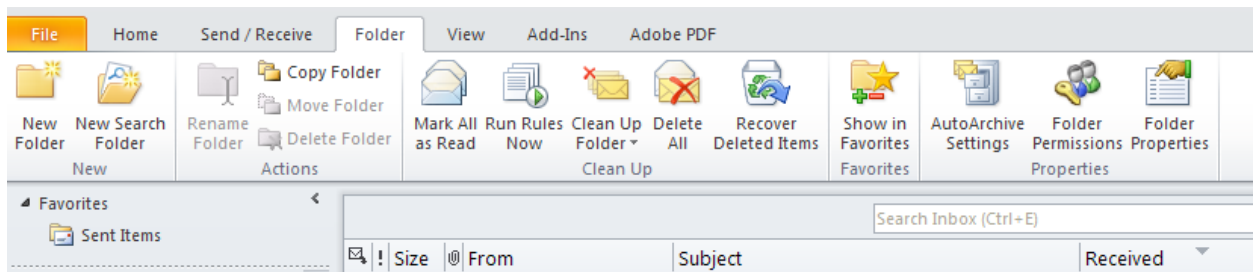 File Home Send / Receive Folder View Add-Ins Adobe PDF
New Folder
New Search Folder
New
Rename Folder
Copy Folder
Move Folder
Delete Folder
Actions
Mark All as Read
Run Rules Now
Clean Up Folder
Delete All
Recover Deleted Items
Clean Up
Show in Favorites
Favorites
AutoArchive Settings
Folder Permissions
Folder Properties
Properties
Favorites
Sent Items
Search Inbox (Ctrl+E)
! Size From Subject Received